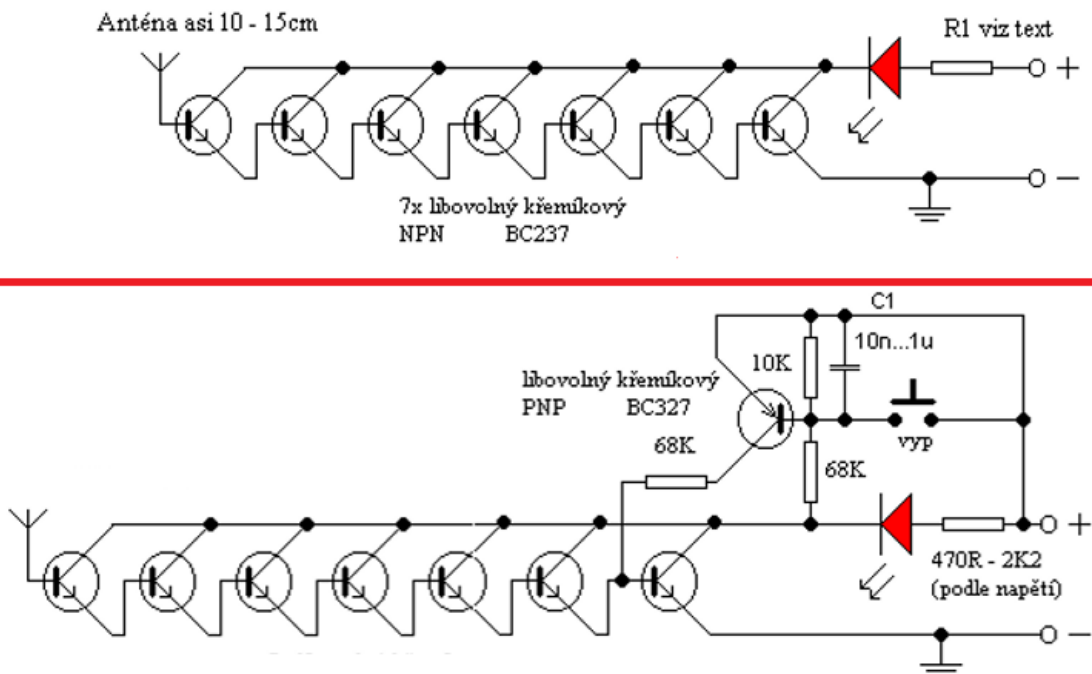 Anténa asi 10 - 15cm
R1 viz text
+
−
7x libovolný křemíkový
NPN BC237
C1
10n...1u
10K
libovolný křemíkový
PNP BC327
vyp
68K
68K
+
470R - 2K2
(podle napětí)
−